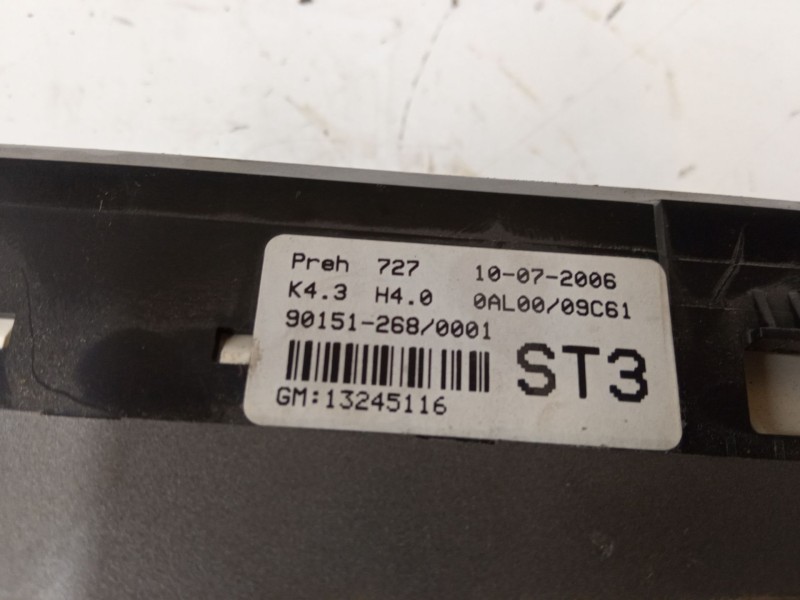 Preh 727 10-07-2006
K4.3 H4.0 0AL00/09C61
90151-268/0001
ST3
GM:13245116